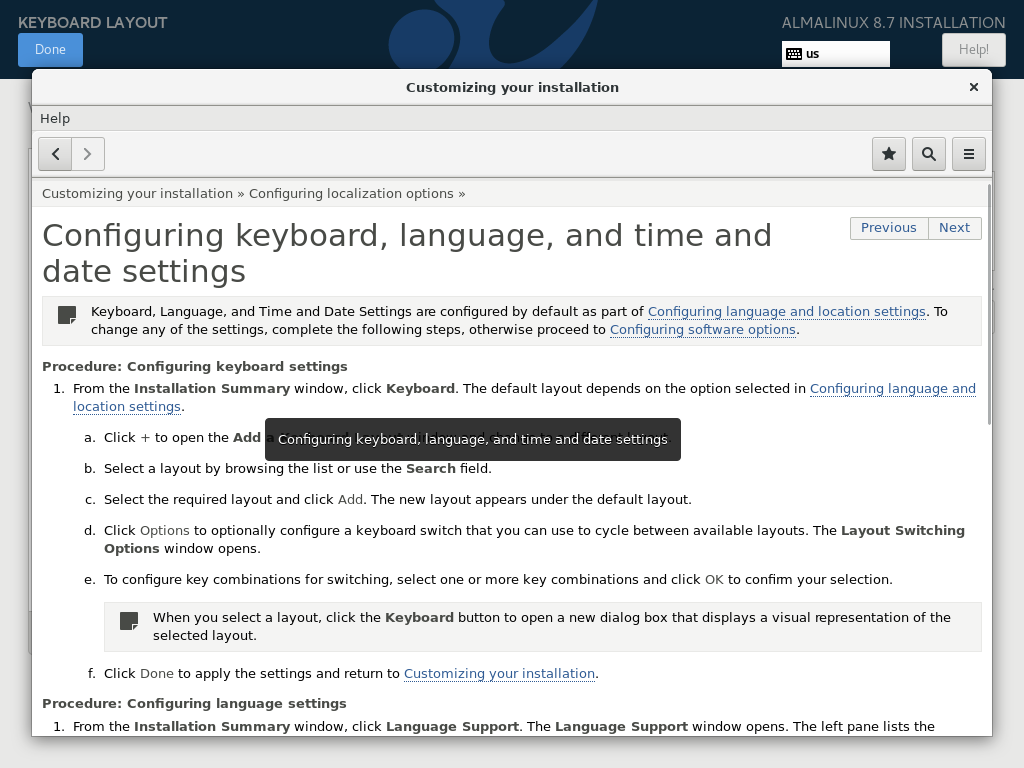 KEYBOARD LAYOUT
ALMALINUX 8.7 INSTALLATION
Done
us
Help!
Customizing your installation
Help
Customizing your installation » Configuring localization options »
Configuring keyboard, language, and time and
date settings
Previous
Next
Keyboard, Language, and Time and Date Settings are configured by default as part of Configuring language and location settings. To
change any of the settings, complete the following steps, otherwise proceed to Configuring software options.
Procedure: Configuring keyboard settings
1. From the Installation Summary window, click Keyboard. The default layout depends on the option selected in Configuring language and
location settings.
a. Click + to open the Add a
Configuring keyboard, language, and time and date settings
b. Select a layout by browsing the list or use the Search field.
c. Select the required layout and click Add. The new layout appears under the default layout.
d. Click Options to optionally configure a keyboard switch that you can use to cycle between available layouts. The Layout Switching
Options window opens.
e. To configure key combinations for switching, select one or more key combinations and click OK to confirm your selection.
When you select a layout, click the Keyboard button to open a new dialog box that displays a visual representation of the
selected layout.
f. Click Done to apply the settings and return to Customizing your installation.
Procedure: Configuring language settings
1. From the Installation Summary window, click Language Support. The Language Support window opens. The left pane lists the